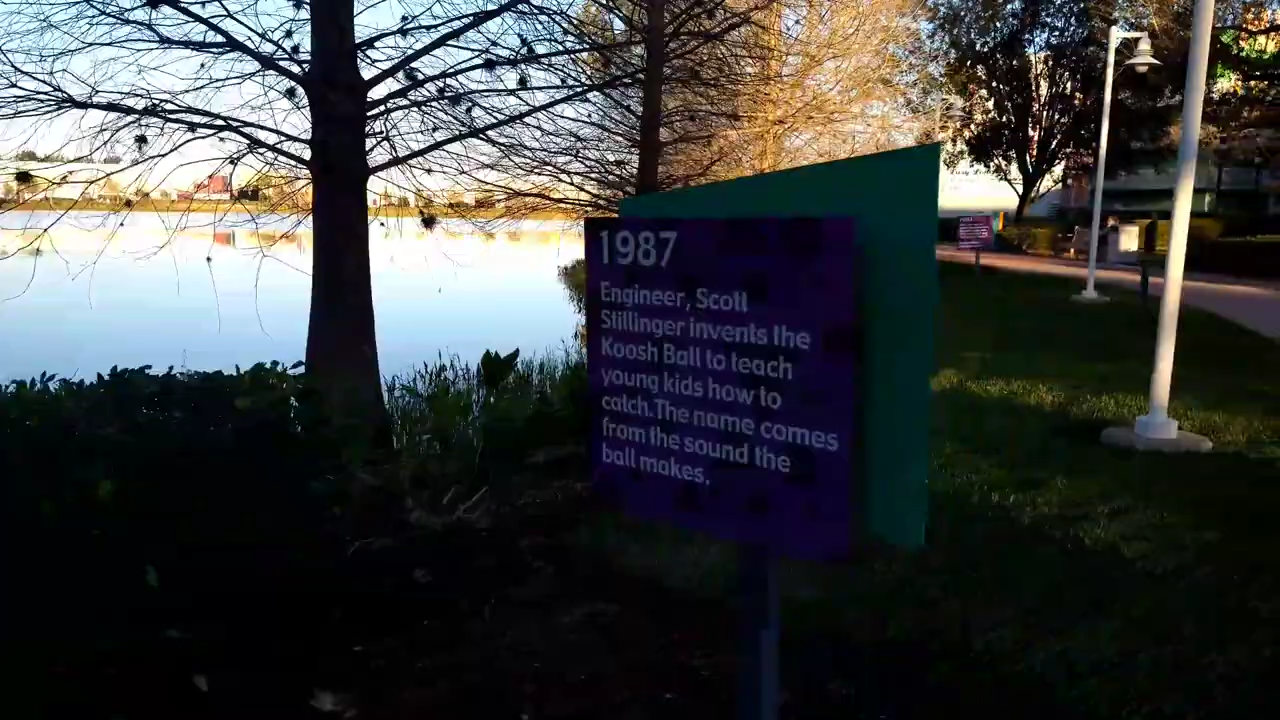 1987
Engineer, Scott
Stillinger invents the
Koosh Ball to teach
young kids how to
catch.The name comes
from the sound the
ball makes.